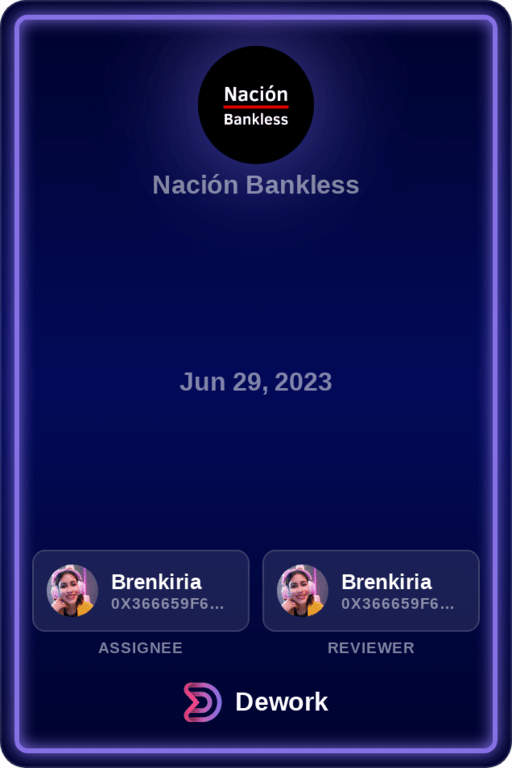 Nación
Bankless
Nación Bankless
Jun 29, 2023
Brenkiria
0X366659F6...
Brenkiria
0X366659F6...
ASSIGNEE
REVIEWER
Dework